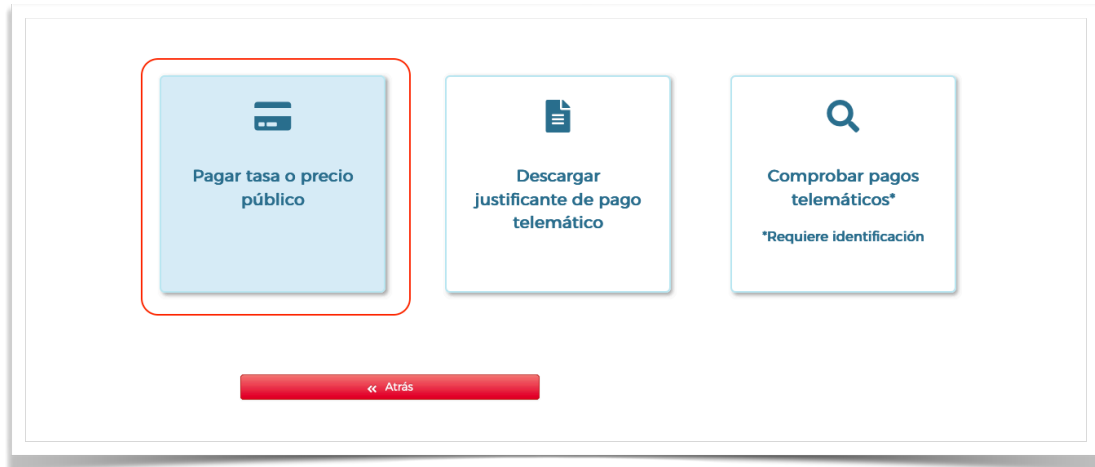 Pagar tasa o precio
público
Descargar
justificante de pago
telemático
Comprobar pagos
telemáticos*
*Requiere identificación
« Atrás